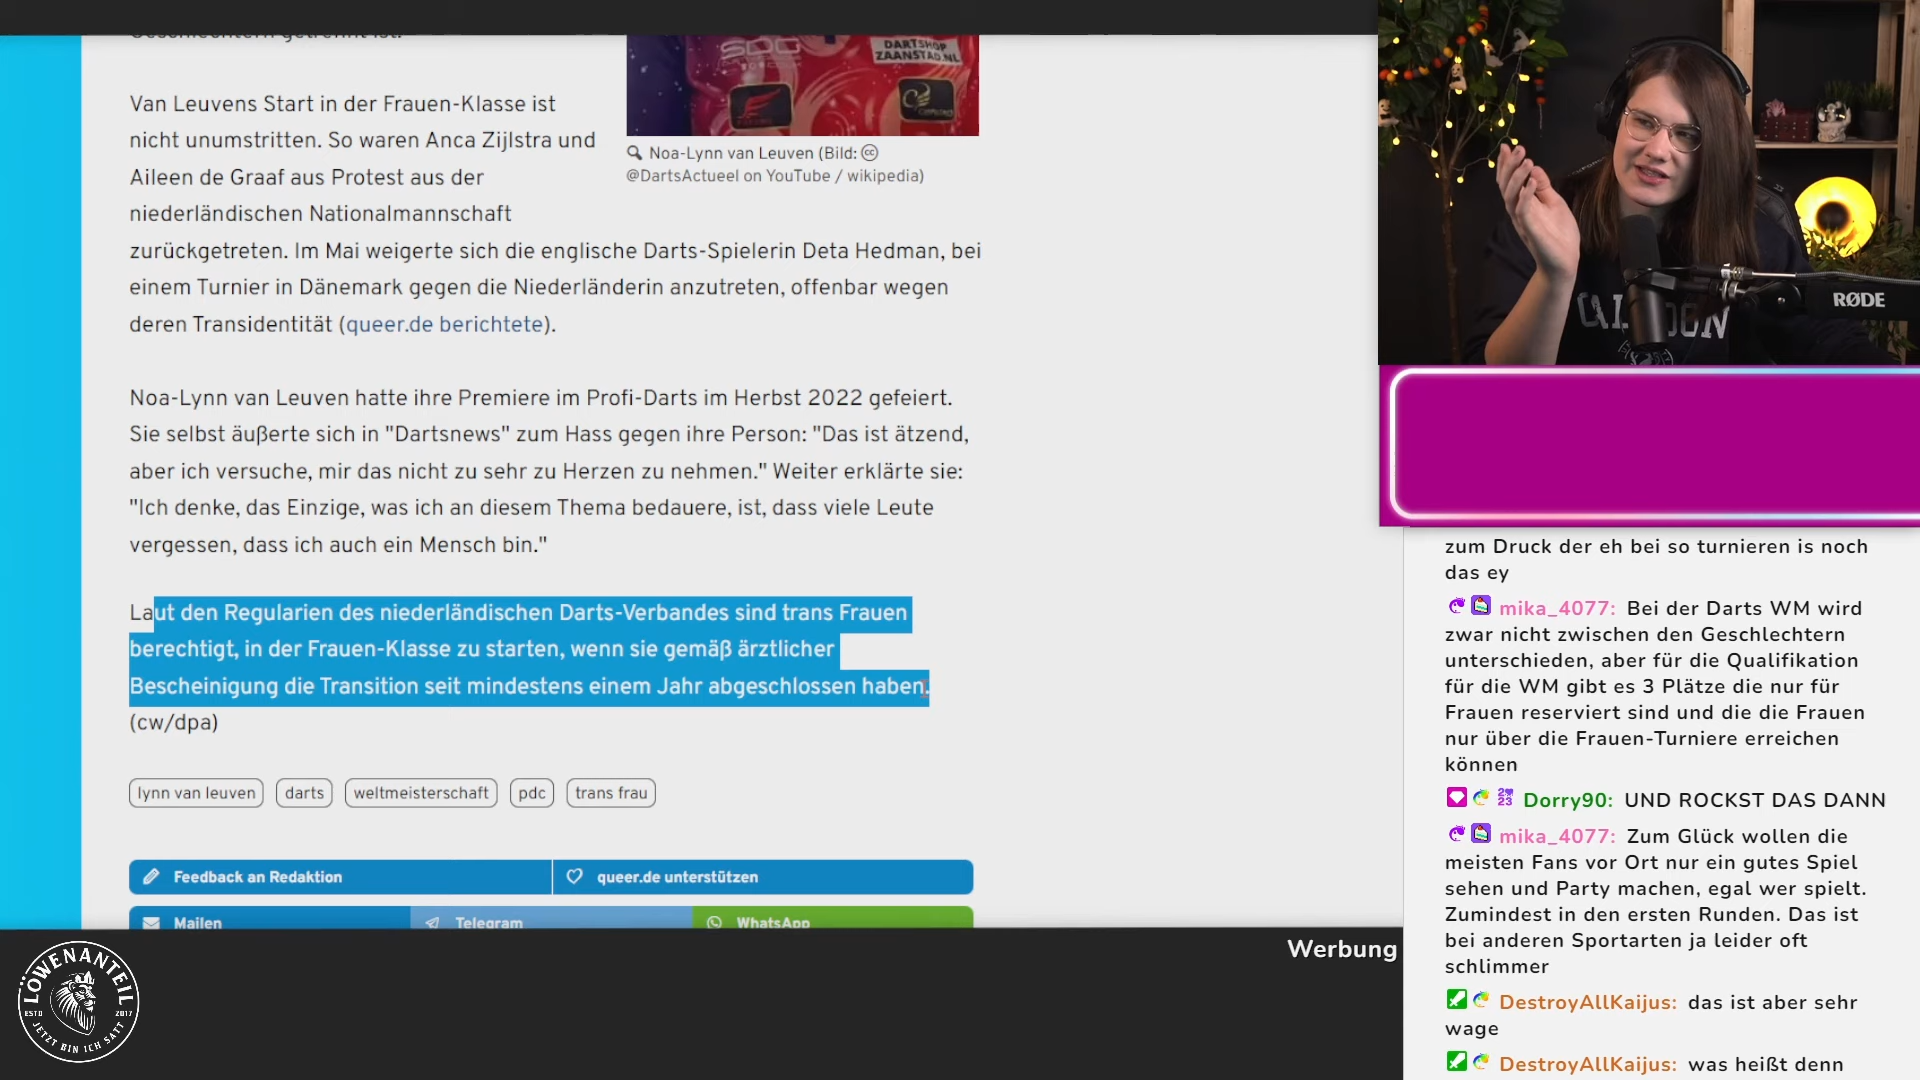 Geschlechtern getrennt ist.
Van Leuvens Start in der Frauen-Klasse ist
nicht unumstritten. So waren Anca Zijlstra und
Aileen de Graaf aus Protest aus der
niederländischen Nationalmannschaft
zurückgetreten. Im Mai weigerte sich die englische Darts-Spielerin Deta Hedman, bei
einem Turnier in Dänemark gegen die Niederländerin anzutreten, offenbar wegen
deren Transidentität (queer.de berichtete).
SDG
DARTSHOP
ZAANSTAD.NL
Noa-Lynn van Leuven (Bild: cc
@DartsActueel on YouTube / wikipedia)
Noa-Lynn van Leuven hatte ihre Premiere im Profi-Darts im Herbst 2022 gefeiert.
Sie selbst äußerte sich in "Dartsnews" zum Hass gegen ihre Person: "Das ist ätzend,
aber ich versuche, mir das nicht zu sehr zu Herzen zu nehmen." Weiter erklärte sie:
"Ich denke, das Einzige, was ich an diesem Thema bedauere, ist, dass viele Leute
vergessen, dass ich auch ein Mensch bin."
Laut den Regularien des niederländischen Darts-Verbandes sind trans Frauen
berechtigt, in der Frauen-Klasse zu starten, wenn sie gemäß ärztlicher
Bescheinigung die Transition seit mindestens einem Jahr abgeschlossen haben.
(cw/dpa)
lynn van leuven darts weltmeisterschaft pdc trans frau
Feedback an Redaktion queer.de unterstützen
Mailen Telegram WhatsApp
Werbung
LÖWENANTEIL
ESTD 2017
JETZT BIN ICH SATT
RØDE
zum Druck der eh bei so turnieren is noch
das ey
mika_4077: Bei der Darts WM wird
zwar nicht zwischen den Geschlechtern
unterschieden, aber für die Qualifikation
für die WM gibt es 3 Plätze die nur für
Frauen reserviert sind und die die Frauen
nur über die Frauen-Turniere erreichen
können
Dorry90: UND ROCKST DAS DANN
mika_4077: Zum Glück wollen die
meisten Fans vor Ort nur ein gutes Spiel
sehen und Party machen, egal wer spielt.
Zumindest in den ersten Runden. Das ist
bei anderen Sportarten ja leider oft
schlimmer
DestroyAllKaijus: das ist aber sehr
wage
DestroyAllKaijus: was heißt denn